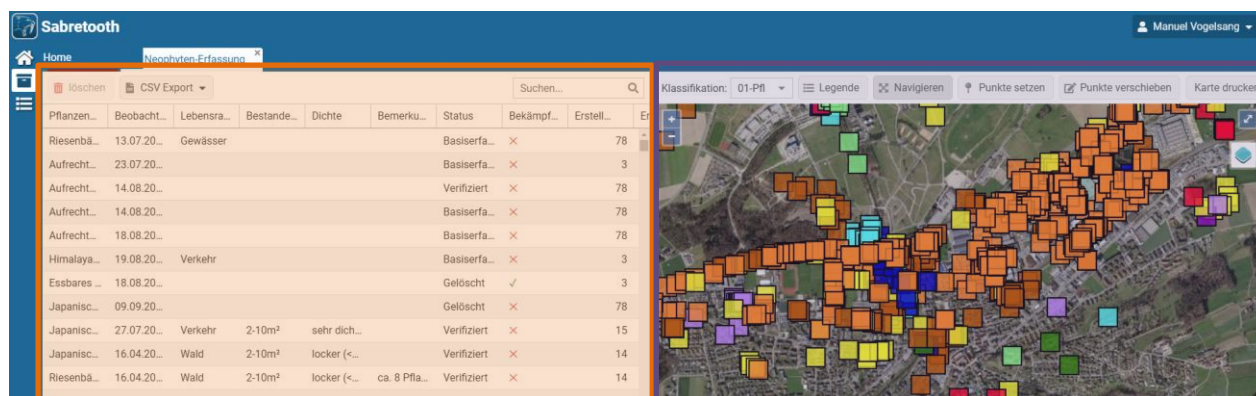 Sabretooth
Manuel Vogelsang
Home Neophyten-Erfassung ×
löschen CSV Export Suchen... Klassifikation: 01-Pfl Legende Navigieren Punkte setzen Punkte verschieben Karte drucken
Pflanzen... Beobacht... Lebensra... Bestande... Dichte Bemerku... Status Bekämpf... Erstell... Er
Riesenbä... 13.07.20... Gewässer Basiserfa... 78
Aufrecht... 23.07.20... Basiserfa... 3
Aufrecht... 14.08.20... Verifiziert 78
Aufrecht... 14.08.20... Basiserfa... 78
Aufrecht... 18.08.20... Basiserfa... 78
Himalaya... 19.08.20... Verkehr Basiserfa... 3
Essbares ... 18.08.20... Gelöscht 3
Japanisc... 09.09.20... Gelöscht 78
Japanisc... 27.07.20... Verkehr 2-10m² sehr dich... Verifiziert 15
Japanisc... 16.04.20... Wald 2-10m² locker (<... Verifiziert 14
Riesenbä... 16.04.20... Wald 2-10m² locker (<... ca. 8 Pfla... Verifiziert 14